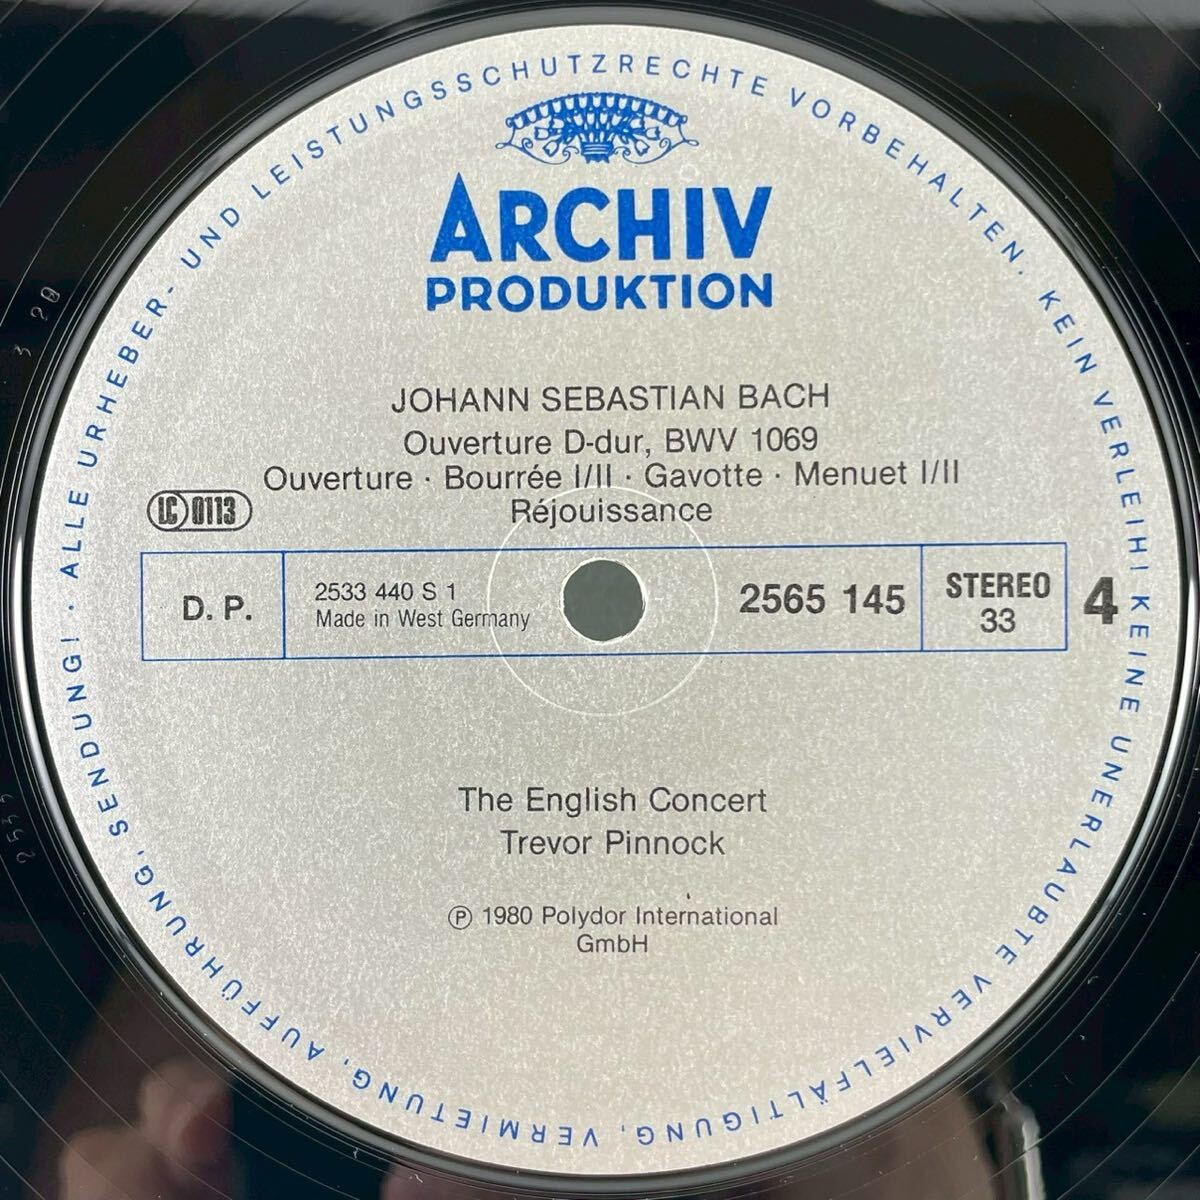 ALLE URHEBER- UND LEISTUNGSSCHUTZRECHTE VORBEHALTEN. KEIN VERLEIH! KEINE UNERLAUBTE VERVIELFÄLTIGUNG, VERMIETUNG, AUFFÜHRUNG, SENDUNG! ·
ARCHIV
PRODUKTION
JOHANN SEBASTIAN BACH
Ouverture D-dur, BWV 1069
Ouverture · Bourrée I/II · Gavotte · Menuet I/II
Réjouissance
LC 0113
D. P.
2533 440 S 1
Made in West Germany
2565 145
STEREO
33
4
The English Concert
Trevor Pinnock
Ⓟ 1980 Polydor International
GmbH